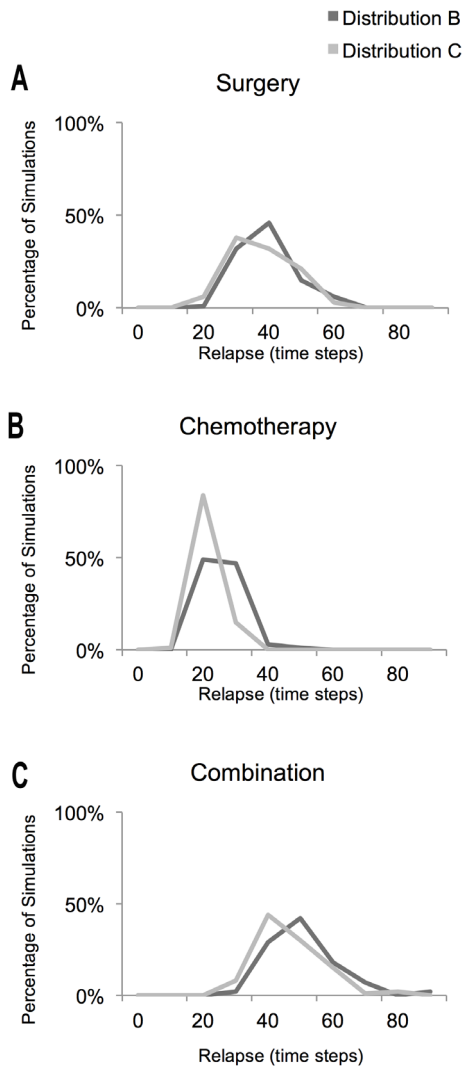 Distribution B
Distribution C
A
Surgery
Percentage of Simulations
100%
50%
0%
0 20 40 60 80
Relapse (time steps)
B
Chemotherapy
Percentage of Simulations
100%
50%
0%
0 20 40 60 80
Relapse (time steps)
C
Combination
Percentage of Simulations
100%
50%
0%
0 20 40 60 80
Relapse (time steps)